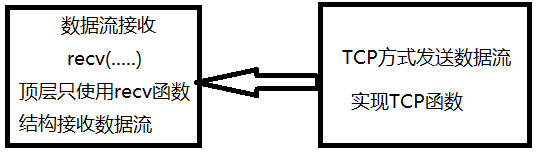 数据流接收
recv(.....)
顶层只使用recv函数
结构接收数据流
TCP方式发送数据流
实现TCP函数